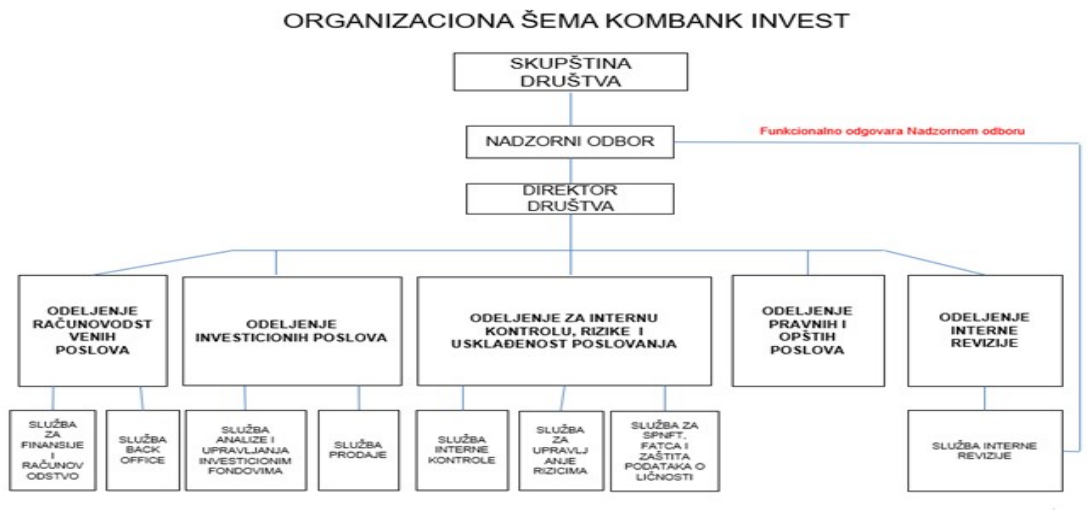 ORGANIZACIONA ŠEMA KOMBANK INVEST
SKUPŠTINA
DRUŠTVA
Funkcionalno odgovara Nadzornom odboru
NADZORNI ODBOR
DIREKTOR
DRUŠTVA
ODELJENJE
RAČUNOVODST
VENIH
POSLOVA
ODELJENJE
INVESTICIONIH POSLOVA
ODELJENJE ZA INTERNU
KONTROLU, RIZIKE I
USKLAĐENOST POSLOVANJA
ODELJENJE
PRAVNIH I
OPŠTIH
POSLOVA
ODELJENJE
INTERNE
REVIZIJE
SLUŽBA
ZA
FINANSIJE
I
RAČUNOV
ODSTVO
SLUŽBA
BACK
OFFICE
SLUŽBA
ANALIZE I
UPRAVLJANJA
INVESTICIONIM
FONDOVIMA
SLUŽBA
PRODAJE
SLUŽBA
INTERNE
KONTROLE
SLUŽBA
ZA
UPRAVLJ
ANJE
RIZICIMA
SLUŽBA ZA
SPNFT,
FATCA I
ZAŠTITA
PODATAKA O
LIČNOSTI
SLUŽBA INTERNE
REVIZIJE